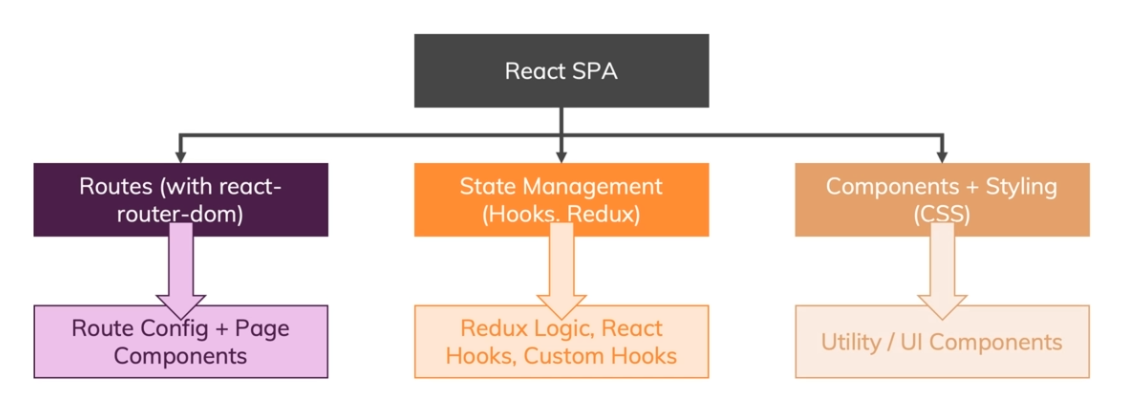 React SPA
Routes (with react-
router-dom)
State Management
(Hooks, Redux)
Components + Styling
(CSS)
Route Config + Page
Components
Redux Logic, React
Hooks, Custom Hooks
Utility / UI Components